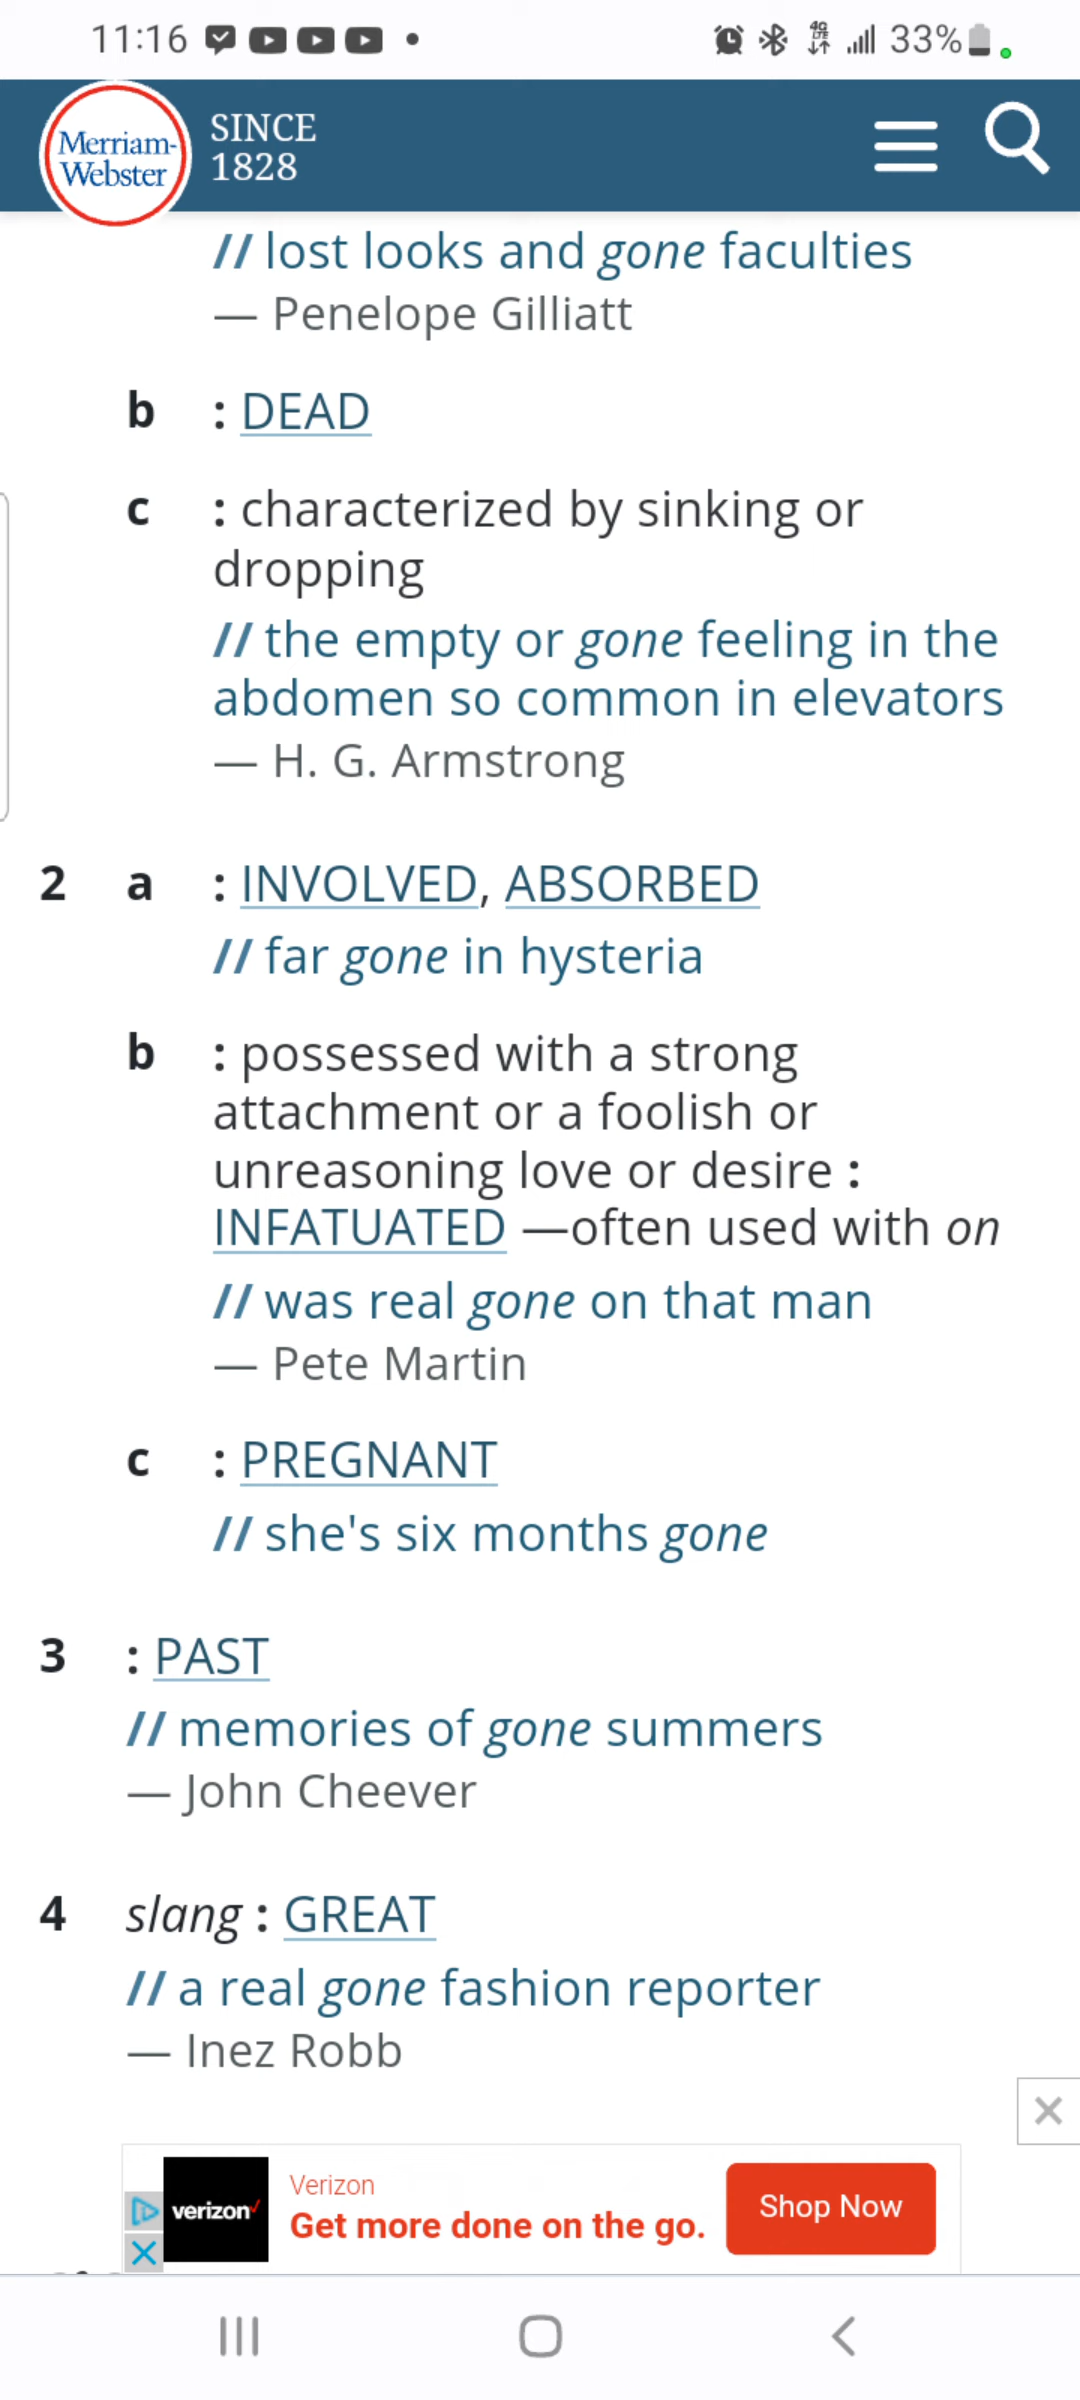 11:16
4G
LTE
33%
Merriam-
Webster
SINCE
1828
// lost looks and gone faculties
— Penelope Gilliatt
b : DEAD
c : characterized by sinking or
dropping
// the empty or gone feeling in the
abdomen so common in elevators
— H. G. Armstrong
2 a : INVOLVED, ABSORBED
// far gone in hysteria
b : possessed with a strong
attachment or a foolish or
unreasoning love or desire :
INFATUATED —often used with on
// was real gone on that man
— Pete Martin
c : PREGNANT
// she's six months gone
3 : PAST
// memories of gone summers
— John Cheever
4 slang : GREAT
// a real gone fashion reporter
— Inez Robb
verizon
Verizon
Get more done on the go.
Shop Now